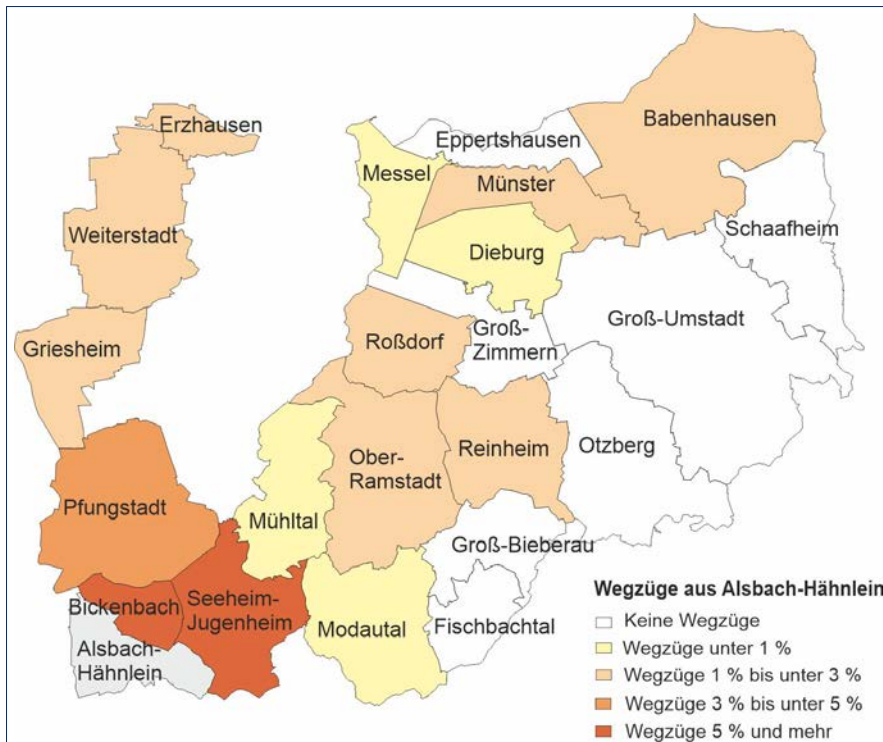 Erzhausen
Babenhausen
Eppertshausen
Messel
Münster
Weiterstadt
Schaafheim
Dieburg
Groß-Umstadt
Groß-
Zimmern
Roßdorf
Griesheim
Ober-
Ramstadt
Reinheim
Otzberg
Pfungstadt
Mühltal
Groß-Bieberau
Bickenbach
Seeheim-
Jugenheim
Modautal
Fischbachtal
Alsbach-
Hähnlein
Wegzüge aus Alsbach-Hähnlein
Keine Wegzüge
Wegzüge unter 1 %
Wegzüge 1 % bis unter 3 %
Wegzüge 3 % bis unter 5 %
Wegzüge 5 % und mehr